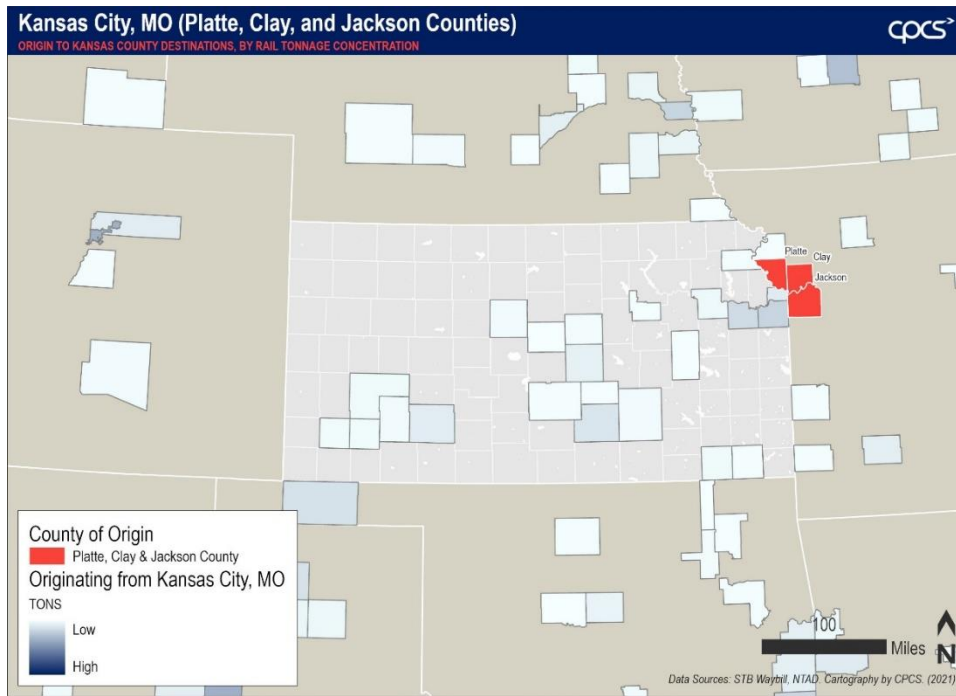 Kansas City, MO (Platte, Clay, and Jackson Counties)
ORIGIN TO KANSAS COUNTY DESTINATIONS, BY RAIL TONNAGE CONCENTRATION
cpcs
Platte
Clay
Jackson
County of Origin
Platte, Clay & Jackson County
Originating from Kansas City, MO
TONS
Low
High
100
Miles
N
Data Sources: STB Waybill, NTAD. Cartography by CPCS. (2021)